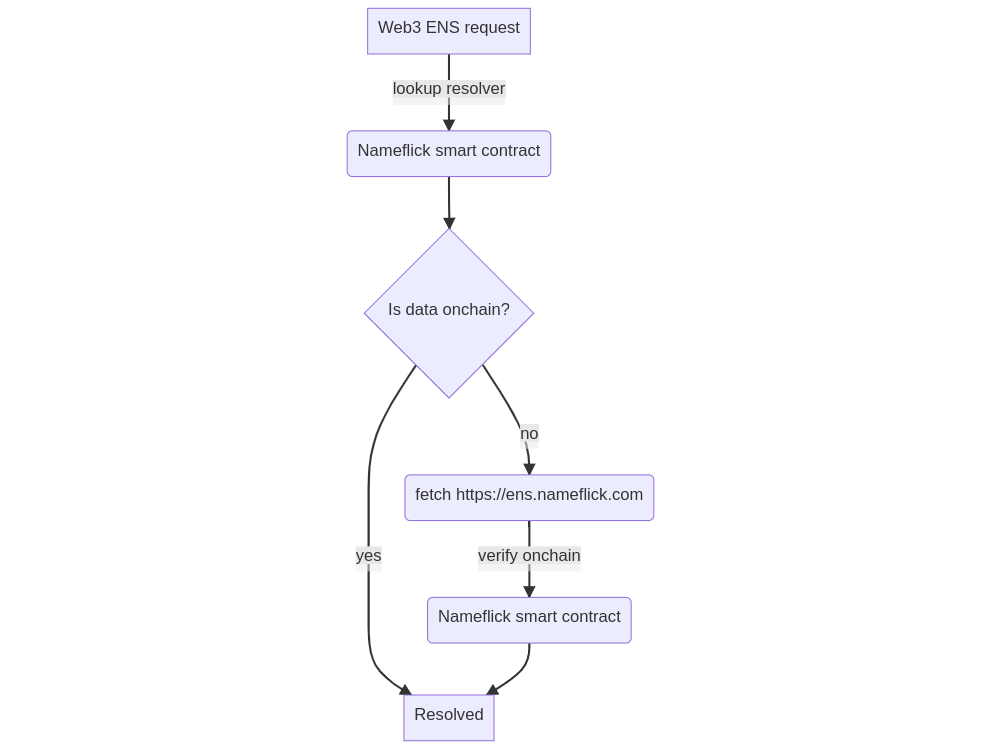 Web3 ENS request
lookup resolver
Nameflick smart contract
Is data onchain?
no
fetch https://ens.nameflick.com
yes
verify onchain
Nameflick smart contract
Resolved